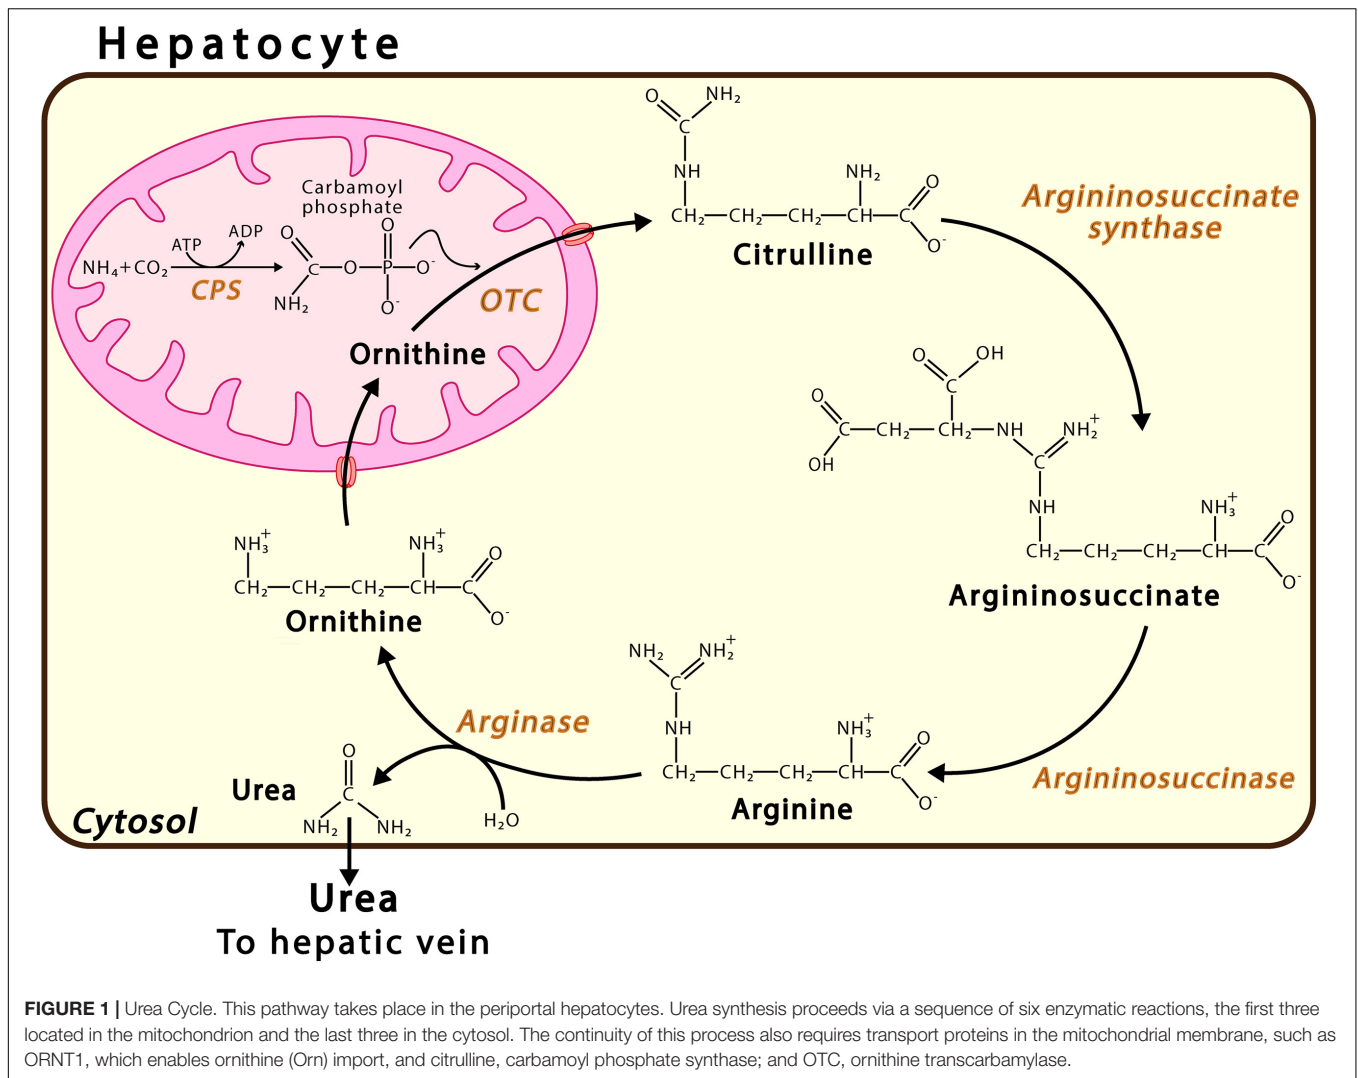 Hepatocyte
O NH₂
C
NH
NH₂
O
CH₂—CH₂—CH₂—CH—C
O⁻
Citrulline
Argininosuccinate
synthase
Carbamoyl
phosphate
ATP
ADP
NH₄+CO₂
CPS
O
C—O—P—O⁻
O
NH₂
O⁻
OTC
Ornithine
O
OH
C
O
C—CH₂—CH₂—NH
NH₂⁺
OH
C
NH
NH₃⁺
O
CH₂—CH₂—CH₂—CH—C
O⁻
Argininosuccinate
NH₃⁺
NH₃⁺
O
CH₂—CH₂—CH₂—CH—C
O⁻
Ornithine
NH₂
NH₂⁺
C
NH
NH₃⁺
O
CH₂—CH₂—CH₂—CH—C
O⁻
Arginine
Arginase
Argininosuccinase
O
Urea
C
NH₂
NH₂
H₂O
Cytosol
Urea
To hepatic vein
FIGURE 1 | Urea Cycle. This pathway takes place in the periportal hepatocytes. Urea synthesis proceeds via a sequence of six enzymatic reactions, the first three
located in the mitochondrion and the last three in the cytosol. The continuity of this process also requires transport proteins in the mitochondrial membrane, such as
ORNT1, which enables ornithine (Orn) import, and citrulline, carbamoyl phosphate synthase; and OTC, ornithine transcarbamylase.